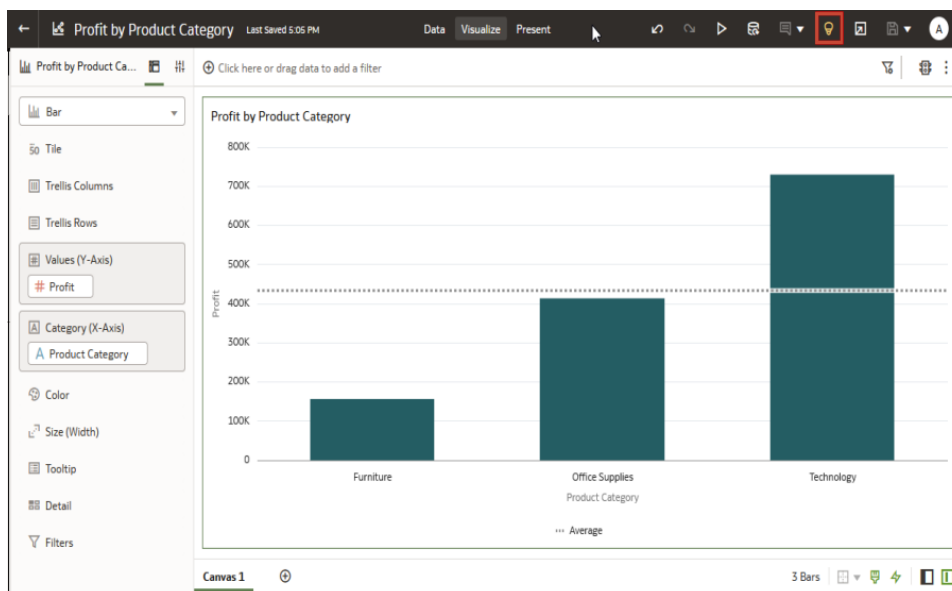 Profit by Product Category Last Saved 5:05 PM Data Visualize Present A
Profit by Product Ca... Click here or drag data to add a filter
Bar
Tile
Trellis Columns
Trellis Rows
Values (Y-Axis)
# Profit
Category (X-Axis)
A Product Category
Color
Size (Width)
Tooltip
Detail
Filters
Profit by Product Category
800K
700K
600K
500K
400K
300K
200K
100K
0
Profit
Furniture Office Supplies Technology
Product Category
Average
Canvas 1 3 Bars